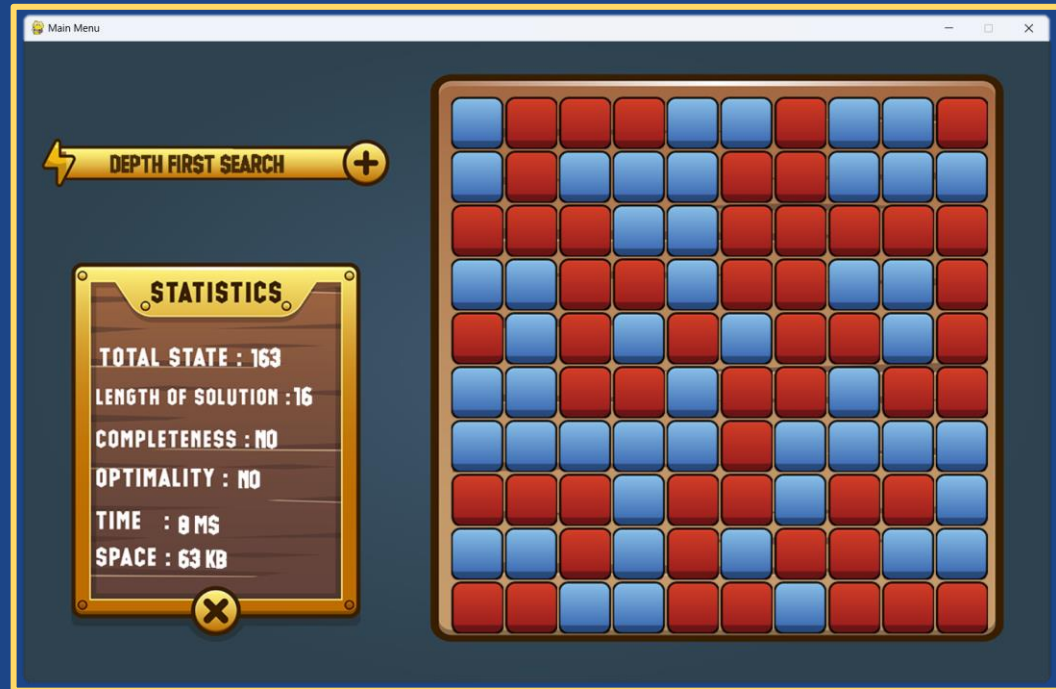 Main Menu
DEPTH FIRST SEARCH
STATISTICS
TOTAL STATE : 163
LENGTH OF SOLUTION : 16
COMPLETENESS : NO
OPTIMALITY : NO
TIME : 8 MS
SPACE : 63 KB